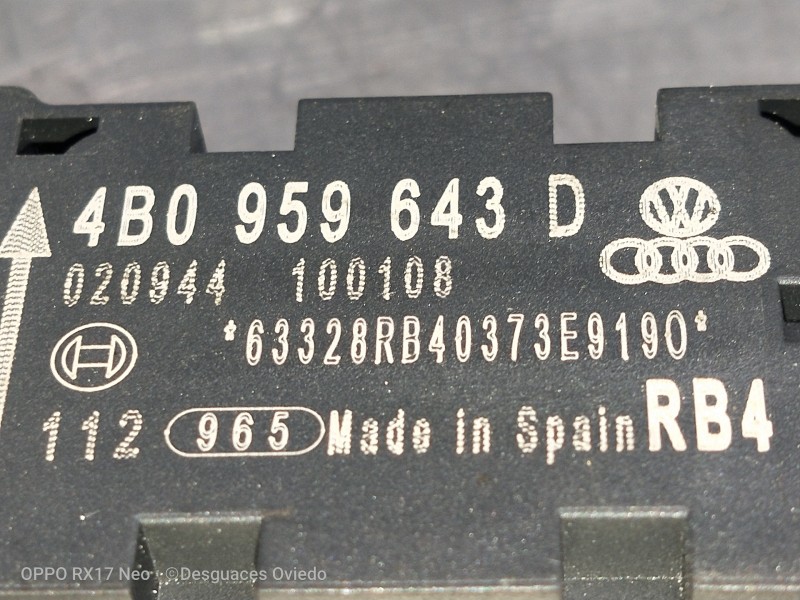 4B0 959 643 D
020944 100108
*63328RB40373E9190*
112 965 Made in Spain RB4
OPPO RX17 Neo ©Desguaces Oviedo